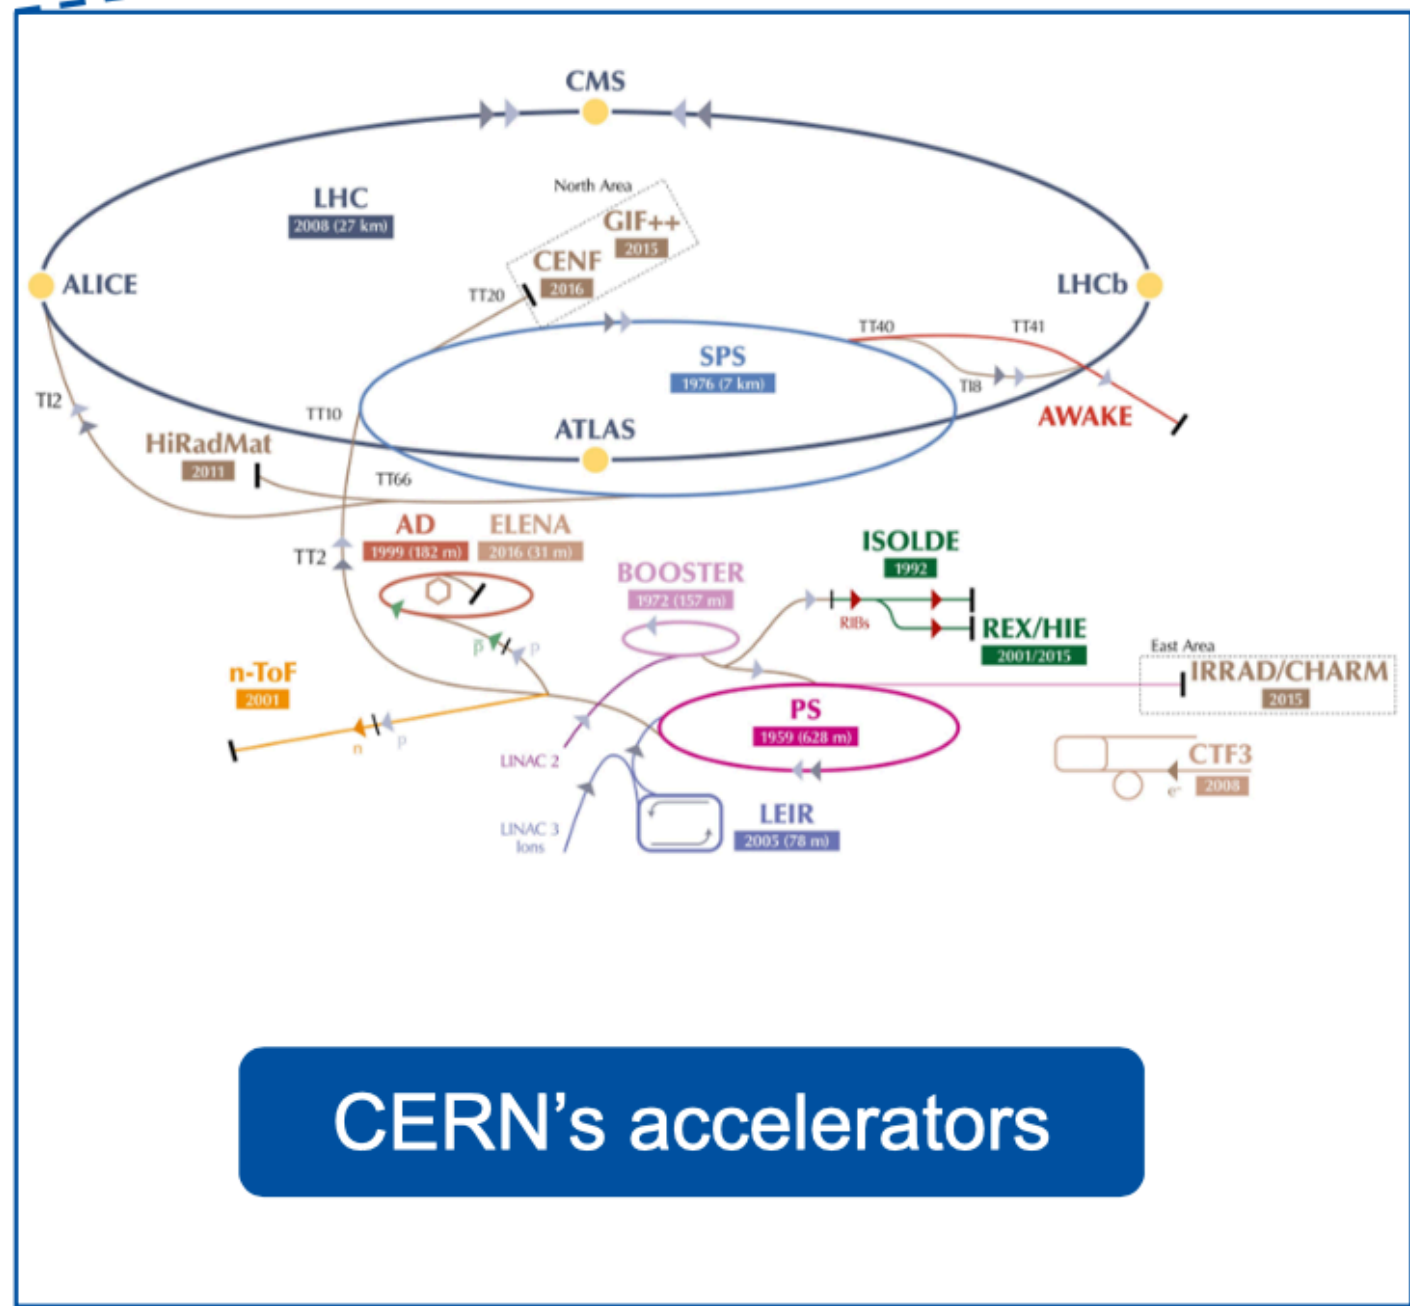 CMS
LHC
2008 (27 km)
North Area
GIF++
2015
CENF
2016
ALICE
LHCb
TT20
TT40
TT41
SPS
1976 (7 km)
TI8
TI2
TT10
AWAKE
ATLAS
HiRadMat
2011
TT66
AD
1999 (182 m)
ELENA
2016 (31 m)
TT2
ISOLDE
1992
BOOSTER
1972 (157 m)
RIBs
REX/HIE
2001/2015
East Area
IRRAD/CHARM
2015
p̅
p
n-ToF
2001
n
p
PS
1959 (628 m)
LINAC 2
CTF3
2008
e⁻
LEIR
2005 (78 m)
LINAC 3
Ions
CERN’s accelerators